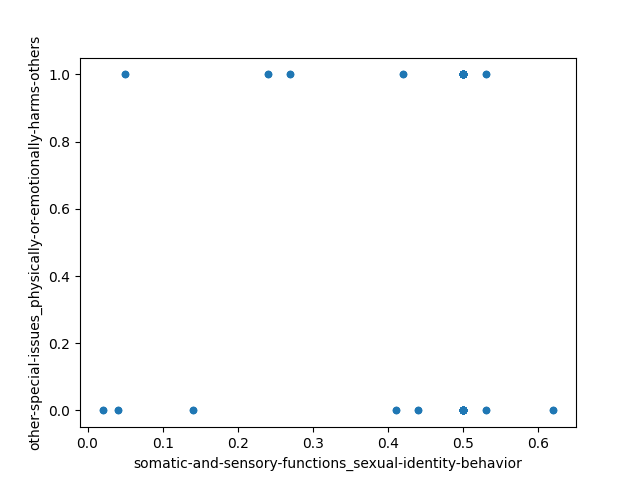 other-special-issues_physically-or-emotionally-harms-others
1.0
0.8
0.6
0.4
0.2
0.0
0.0 0.1 0.2 0.3 0.4 0.5 0.6
somatic-and-sensory-functions_sexual-identity-behavior